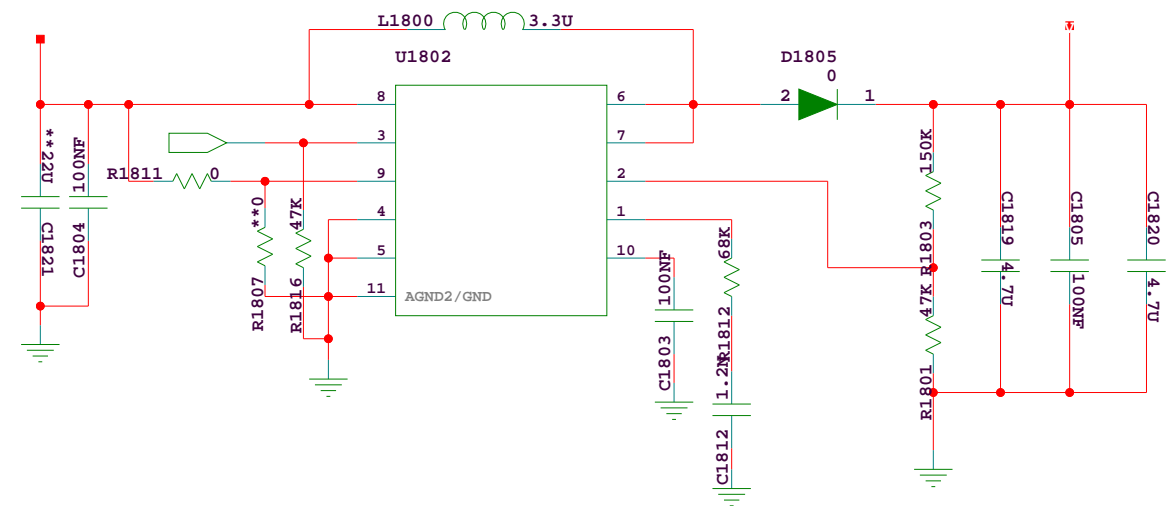 L1800 3.3U
U1802
D1805
0
8
6
2
1
3
7
**22U
100NF
R1811 0
9
2
150K
**0
47K
4
1
C1821
C1804
68K
R1803
C1819
C1805
C1820
5
10
R1807
R1816
11
AGND2/GND
100NF
R1812
47K
4.7U
100NF
4.7U
C1803
1.2N
R1801
C1812